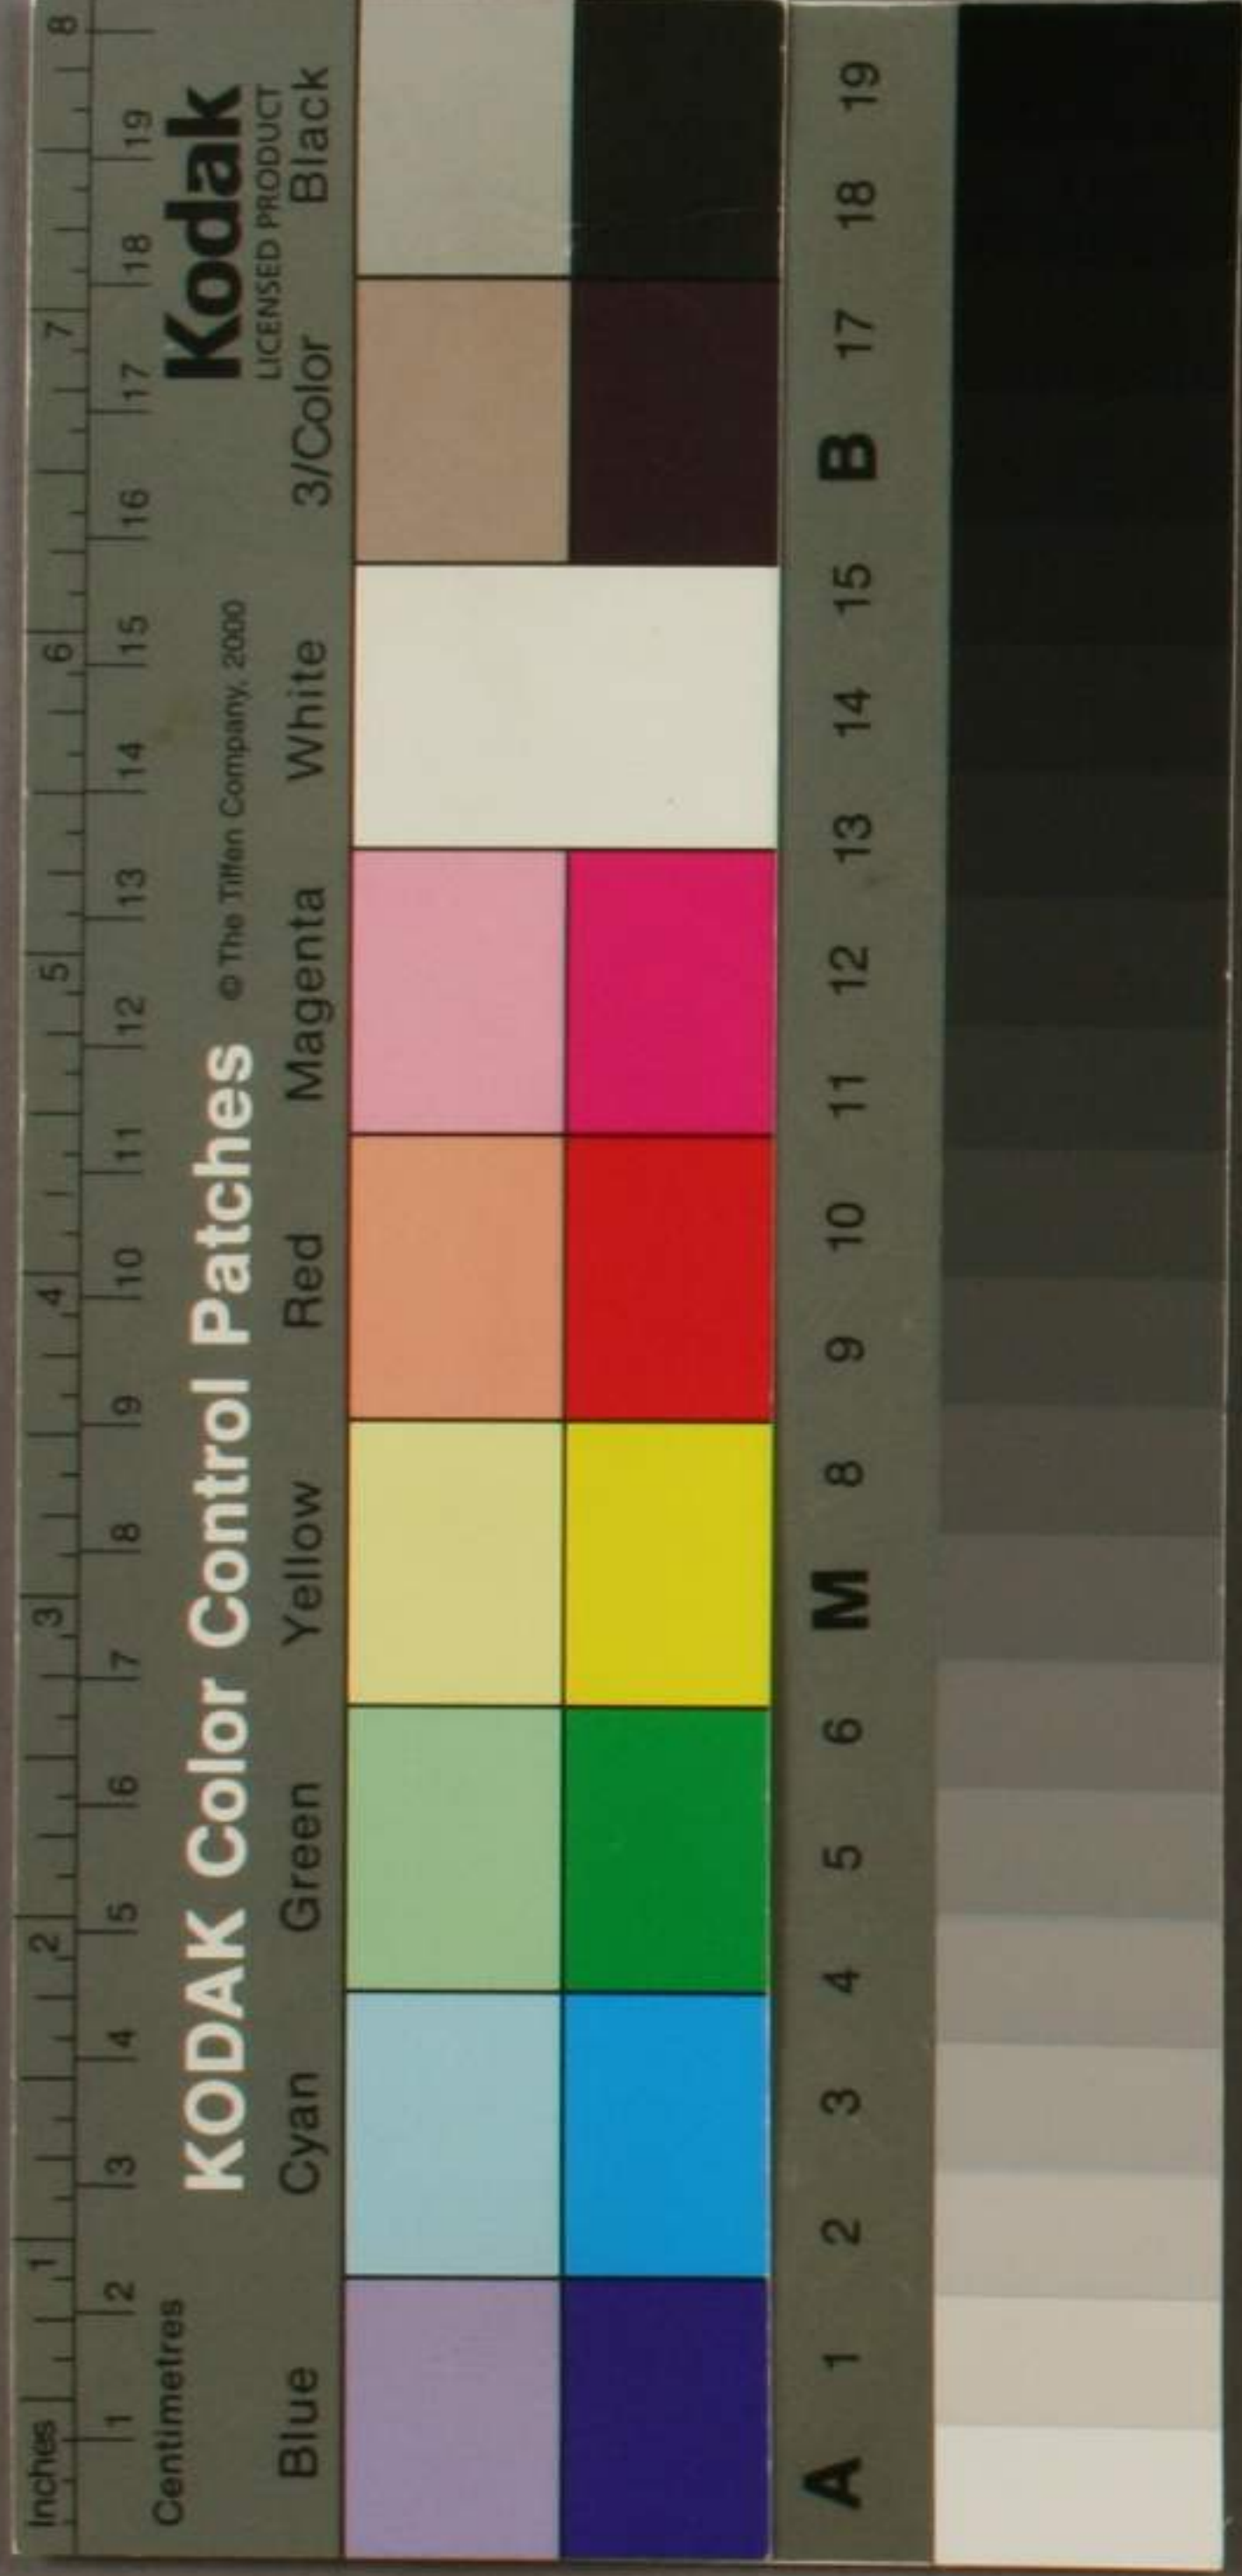 Inches 1 2 3 4 5 6 7 8
1 2 3 4 5 6 7 8 9 10 11 12 13 14 15 16 17 18 19
Centimetres
KODAK Color Control Patches © The Tiffen Company, 2000 Kodak
LICENSED PRODUCT
Blue Cyan Green Yellow Red Magenta White 3/Color Black
A 1 2 3 4 5 6 M 8 9 10 11 12 13 14 15 B 17 18 19